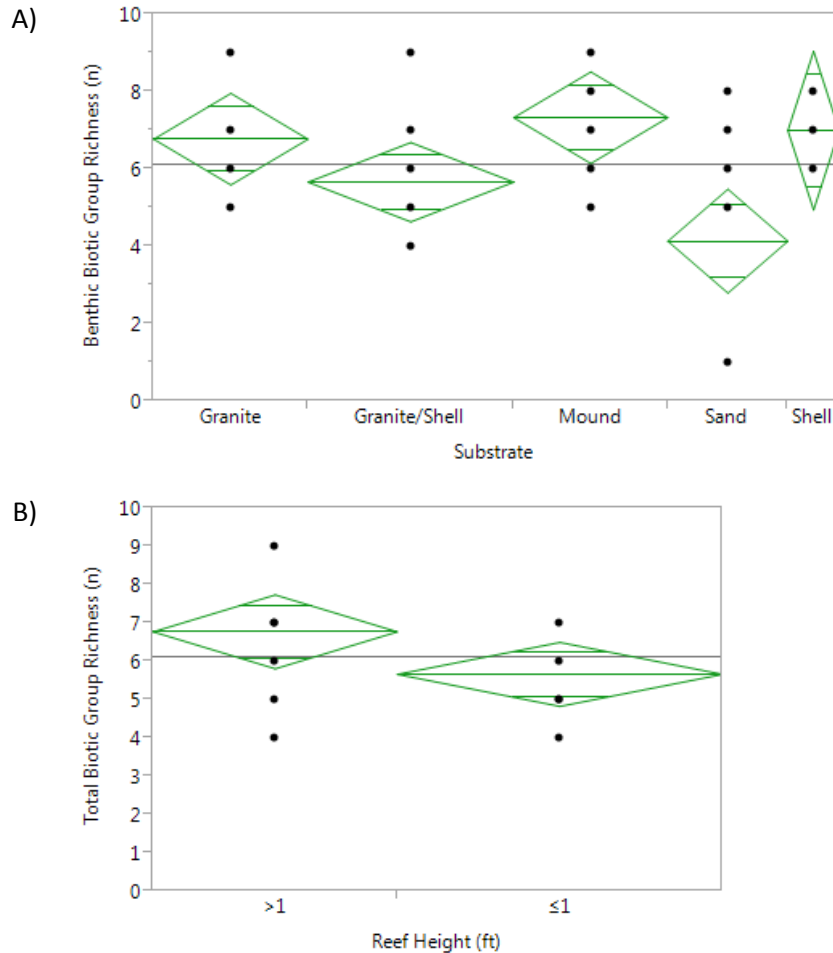 A)
Benthic Biotic Group Richness (n)
10
8
6
4
2
0
Granite Granite/Shell Mound Sand Shell
Substrate
B)
Total Biotic Group Richness (n)
10
9
8
7
6
5
4
3
2
1
0
>1 ≤1
Reef Height (ft)